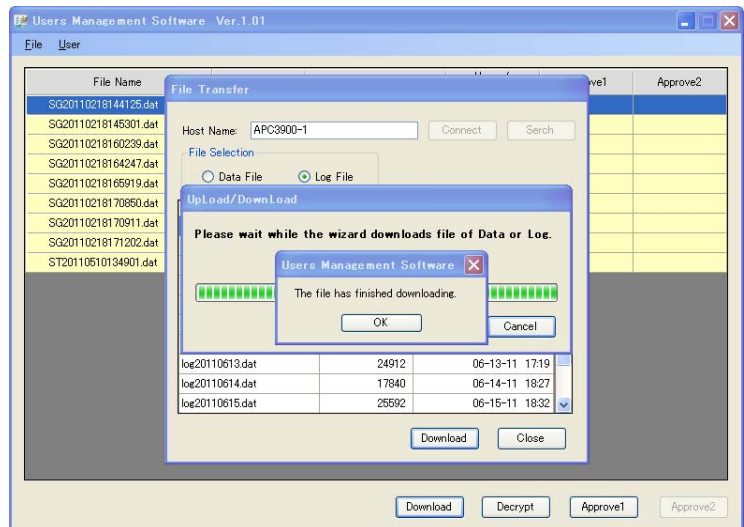 Users Management Software Ver.1.01
File User
File Name
Approve2
SG20110218144125.dat
SG20110218145301.dat
SG20110218160239.dat
SG20110218164247.dat
SG20110218165919.dat
SG20110218170850.dat
SG20110218170911.dat
SG20110218171202.dat
ST20110510134901.dat
File Transfer
Host Name: APC3900-1 Connect Serch
File Selection
Data File Log File
UpLoad/DownLoad
Please wait while the wizard downloads file of Data or Log.
Users Management Software
The file has finished downloading.
OK
Cancel
log20110613.dat 24912 06-13-11 17:19
log20110614.dat 17840 06-14-11 18:27
log20110615.dat 25592 06-15-11 18:32
Download Close
Download Decrypt Approve1 Approve2